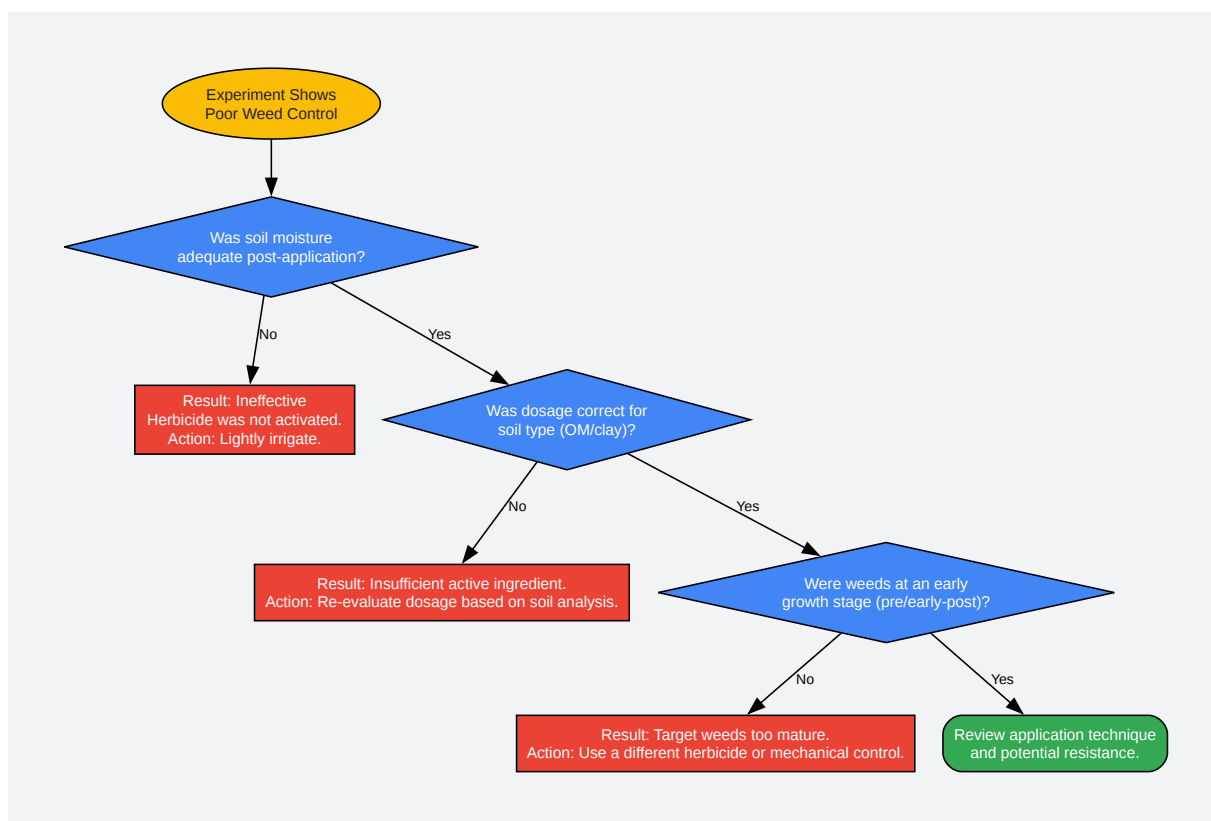 Experiment Shows
Poor Weed Control
Was soil moisture
adequate post-application?
No
Yes
Result: Ineffective
Herbicide was not activated.
Action: Lightly irrigate.
Was dosage correct for
soil type (OM/clay)?
No
Yes
Result: Insufficient active ingredient.
Action: Re-evaluate dosage based on soil analysis.
Were weeds at an early
growth stage (pre/early-post)?
No
Yes
Result: Target weeds too mature.
Action: Use a different herbicide or mechanical control.
Review application technique
and potential resistance.